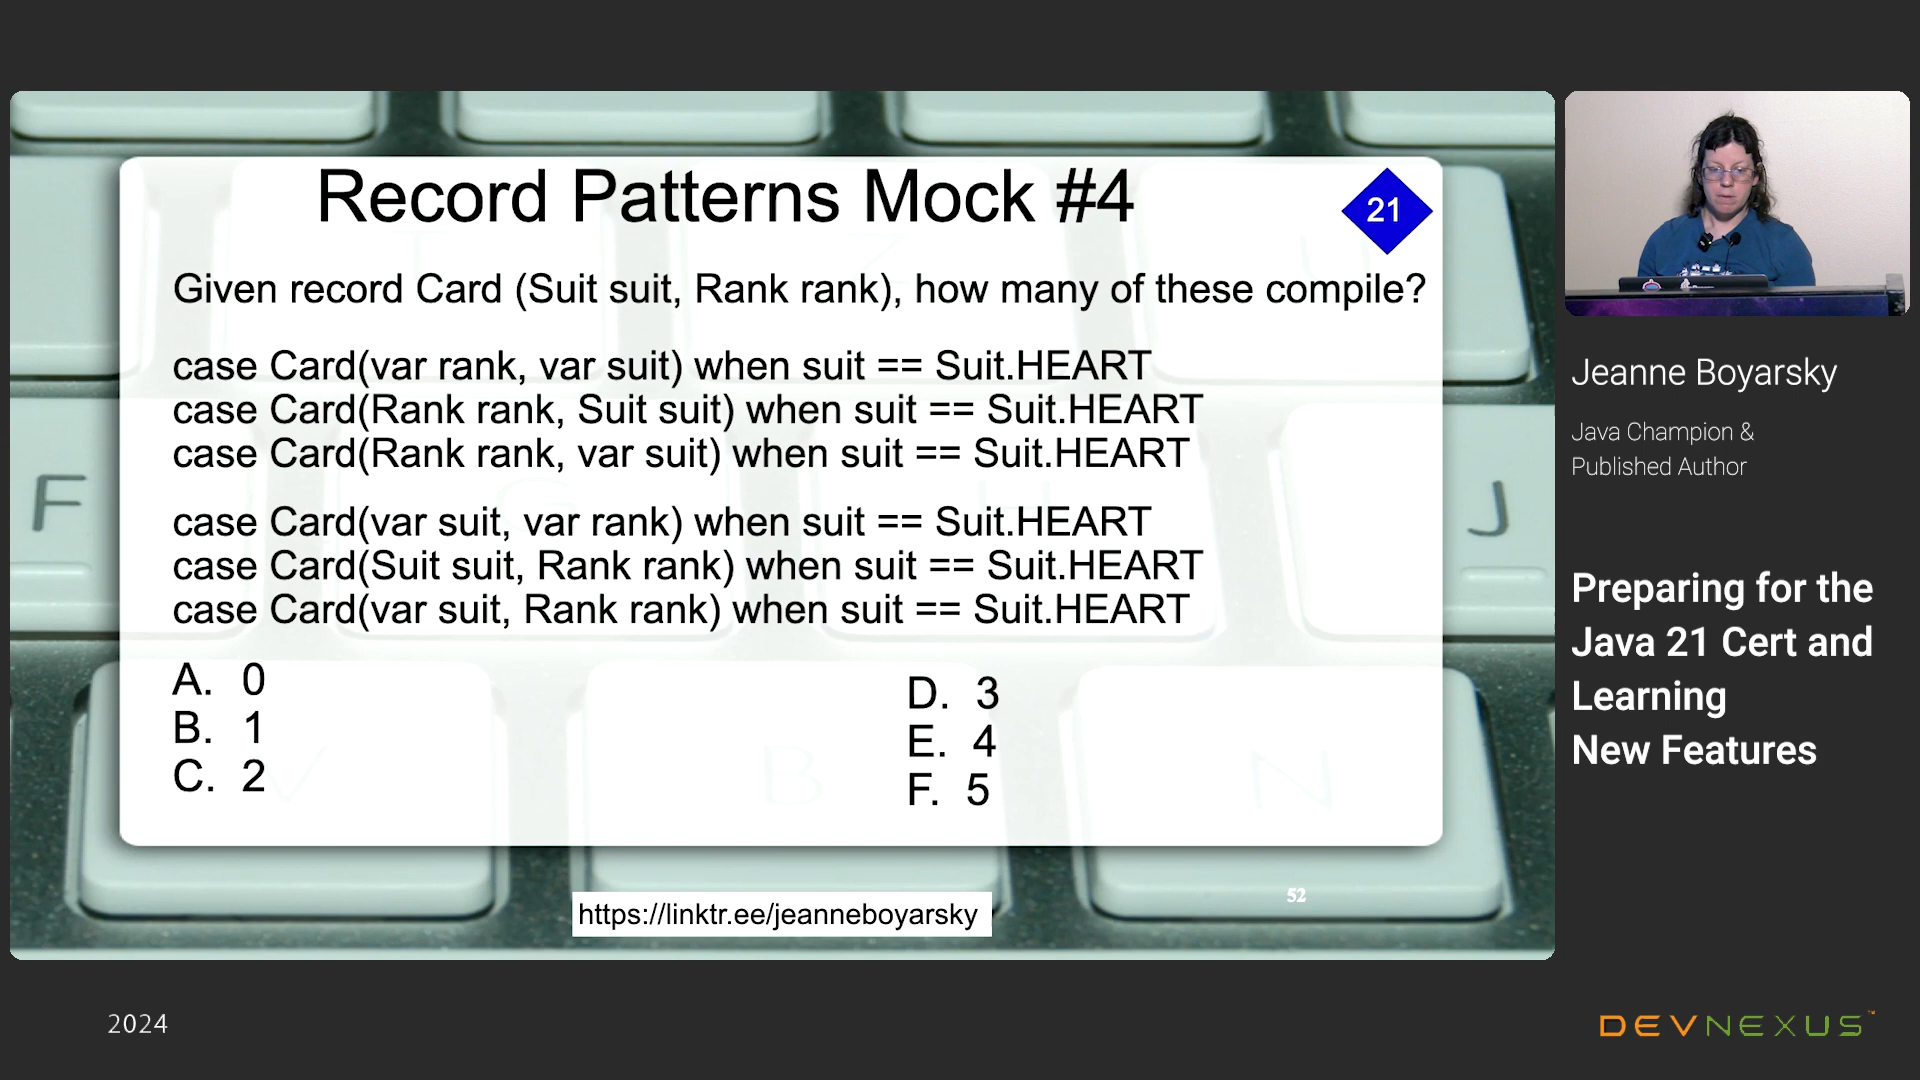 Record Patterns Mock #4
21
Given record Card (Suit suit, Rank rank), how many of these compile?
case Card(var rank, var suit) when suit == Suit.HEART
case Card(Rank rank, Suit suit) when suit == Suit.HEART
case Card(Rank rank, var suit) when suit == Suit.HEART
case Card(var suit, var rank) when suit == Suit.HEART
case Card(Suit suit, Rank rank) when suit == Suit.HEART
case Card(var suit, Rank rank) when suit == Suit.HEART
A. 0
B. 1
C. 2
D. 3
E. 4
F. 5
F
J
V
B
N
52
https://linktr.ee/jeanneboyarsky
Jeanne Boyarsky
Java Champion &
Published Author
Preparing for the
Java 21 Cert and
Learning
New Features
2024
DEVNEXUS™